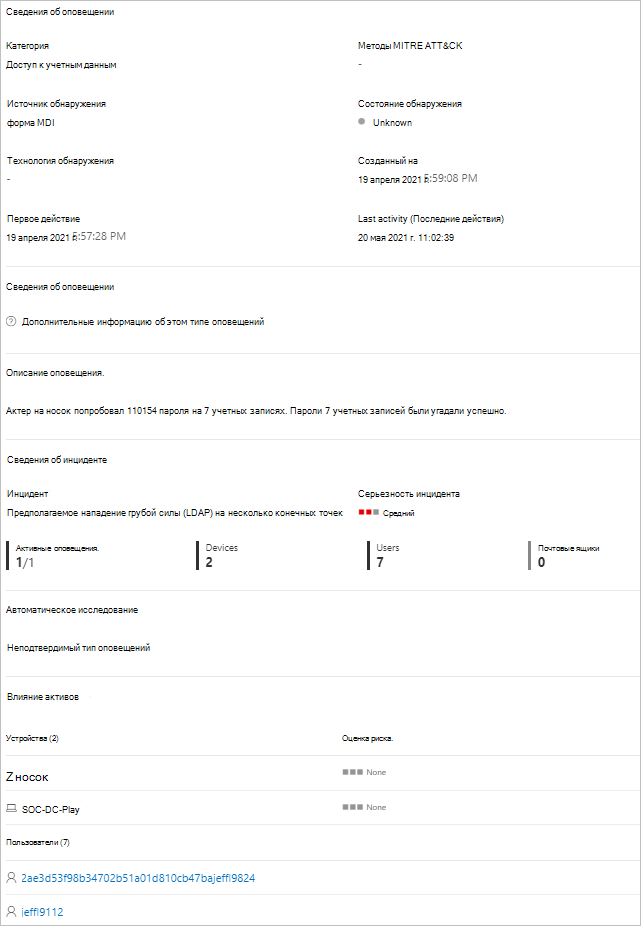 Сведения об оповещении
Категория
Методы MITRE ATT&CK
Доступ к учетным данным
-
Источник обнаружения
Состояние обнаружения
форма MDI
Unknown
Технология обнаружения
Созданный на
-
19 апреля 2021 г. 5:59:08 PM
Первое действие
Last activity (Последние действия)
19 апреля 2021 г. 5:57:28 PM
20 мая 2021 г. 11:02:39
Сведения об оповещении
Дополнительные информацию об этом типе оповещений
Описание оповещения.
Актер на носок попробовал 110154 пароля на 7 учетных записях. Пароли 7 учетных записей были угадали успешно.
Сведения об инциденте
Инцидент
Серьезность инцидента
Предполагаемое нападение грубой силы (LDAP) на несколько конечных точек
Средний
Активные оповещения.
Devices
Users
Почтовые ящики
1/1
2
7
0
Автоматическое исследование
Неподтвердимый тип оповещений
Влияние активов
Устройства (2)
Оценка риска.
Z носок
None
SOC-DC-Play
None
Пользователи (7)
2ae3d53f98b34702b51a01d810cb47bajeffl9824
jeffl9112